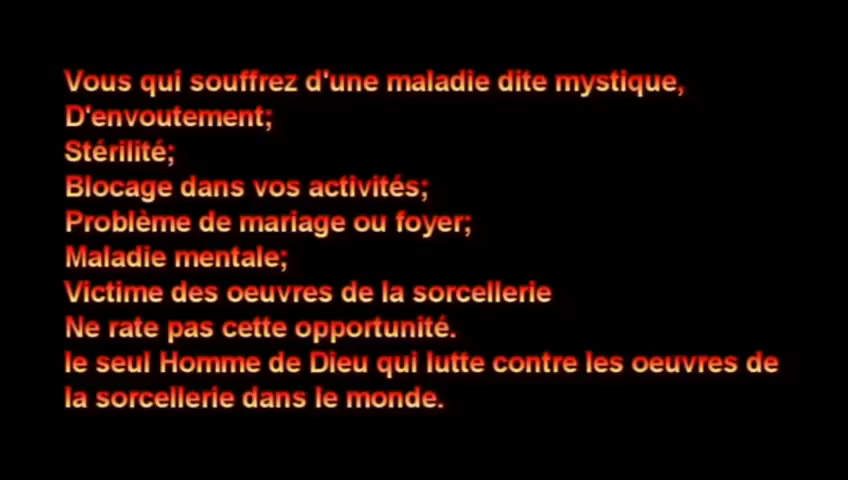 Vous qui souffrez d'une maladie dite mystique,
D'envoutement;
Stérilité;
Blocage dans vos activités;
Problème de mariage ou foyer;
Maladie mentale;
Victime des oeuvres de la sorcellerie
Ne rate pas cette opportunité.
le seul Homme de Dieu qui lutte contre les oeuvres de
la sorcellerie dans le monde.